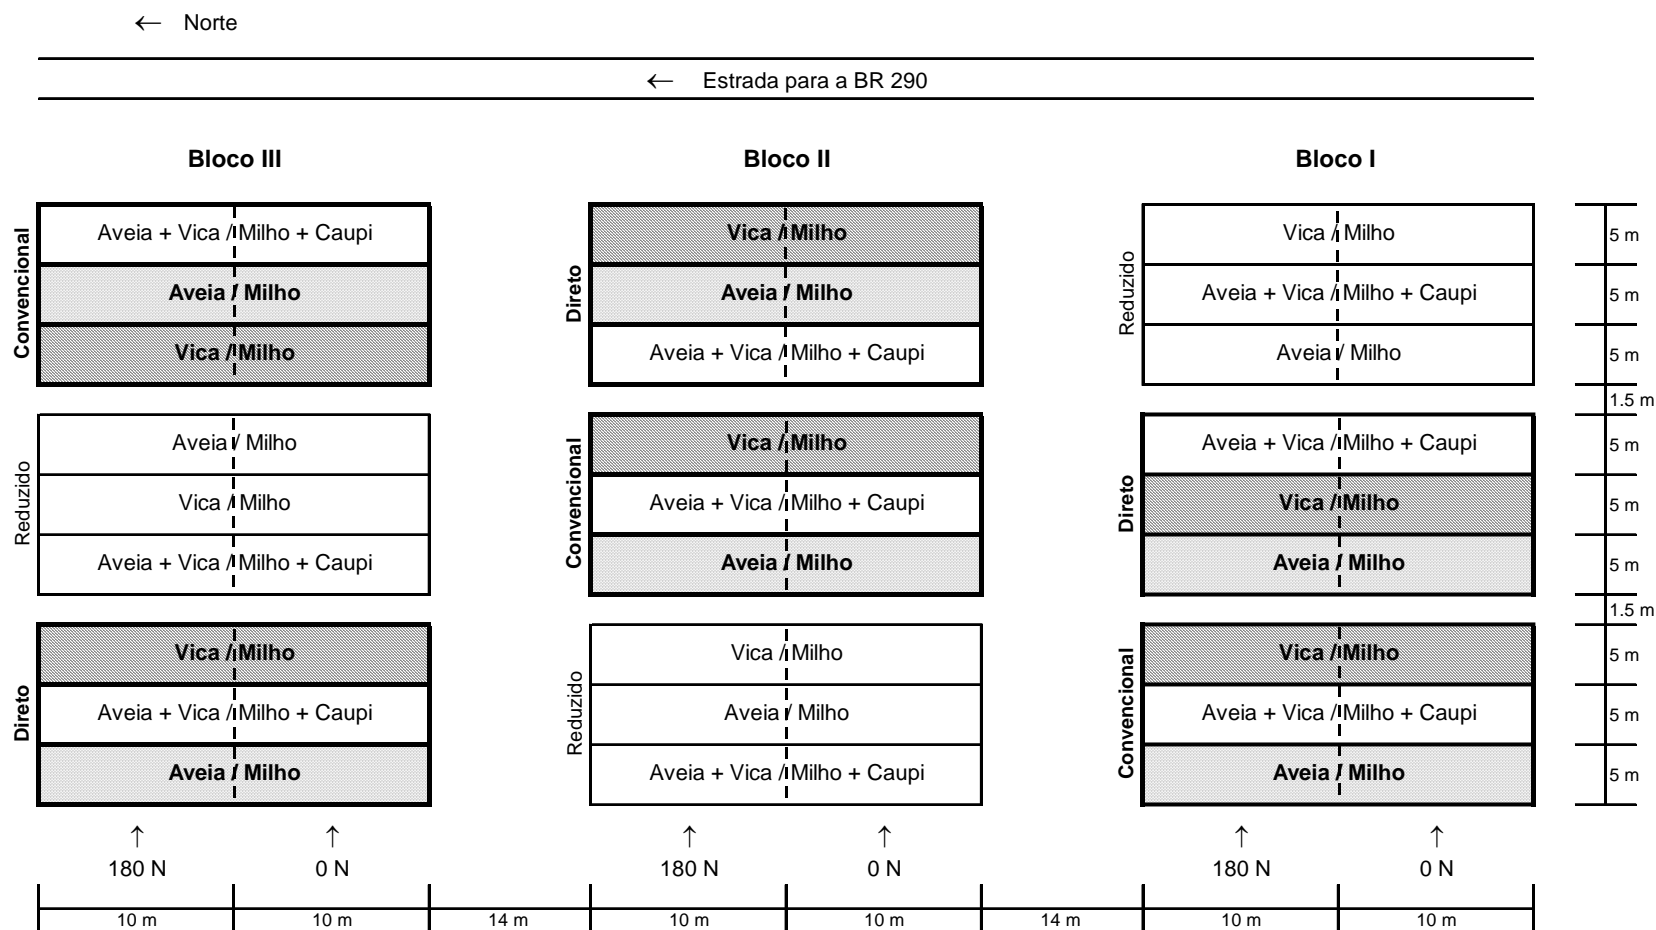 ← Norte
← Estrada para a BR 290
Bloco III
Bloco II
Bloco I
Convencional
Aveia + Vica / Milho + Caupi
Aveia / Milho
Vica / Milho
Direto
Vica / Milho
Aveia / Milho
Aveia + Vica / Milho + Caupi
Reduzido
Vica / Milho
Aveia + Vica / Milho + Caupi
Aveia / Milho
5 m
5 m
5 m
1.5 m
Reduzido
Aveia / Milho
Vica / Milho
Aveia + Vica / Milho + Caupi
Convencional
Vica / Milho
Aveia + Vica / Milho + Caupi
Aveia / Milho
Direto
Aveia + Vica / Milho + Caupi
Vica / Milho
Aveia / Milho
5 m
5 m
5 m
1.5 m
Direto
Vica / Milho
Aveia + Vica / Milho + Caupi
Aveia / Milho
Reduzido
Vica / Milho
Aveia / Milho
Aveia + Vica / Milho + Caupi
Convencional
Vica / Milho
Aveia + Vica / Milho + Caupi
Aveia / Milho
5 m
5 m
5 m
↑ ↑ ↑ ↑ ↑ ↑
180 N 0 N 180 N 0 N 180 N 0 N
10 m 10 m 14 m 10 m 10 m 14 m 10 m 10 m